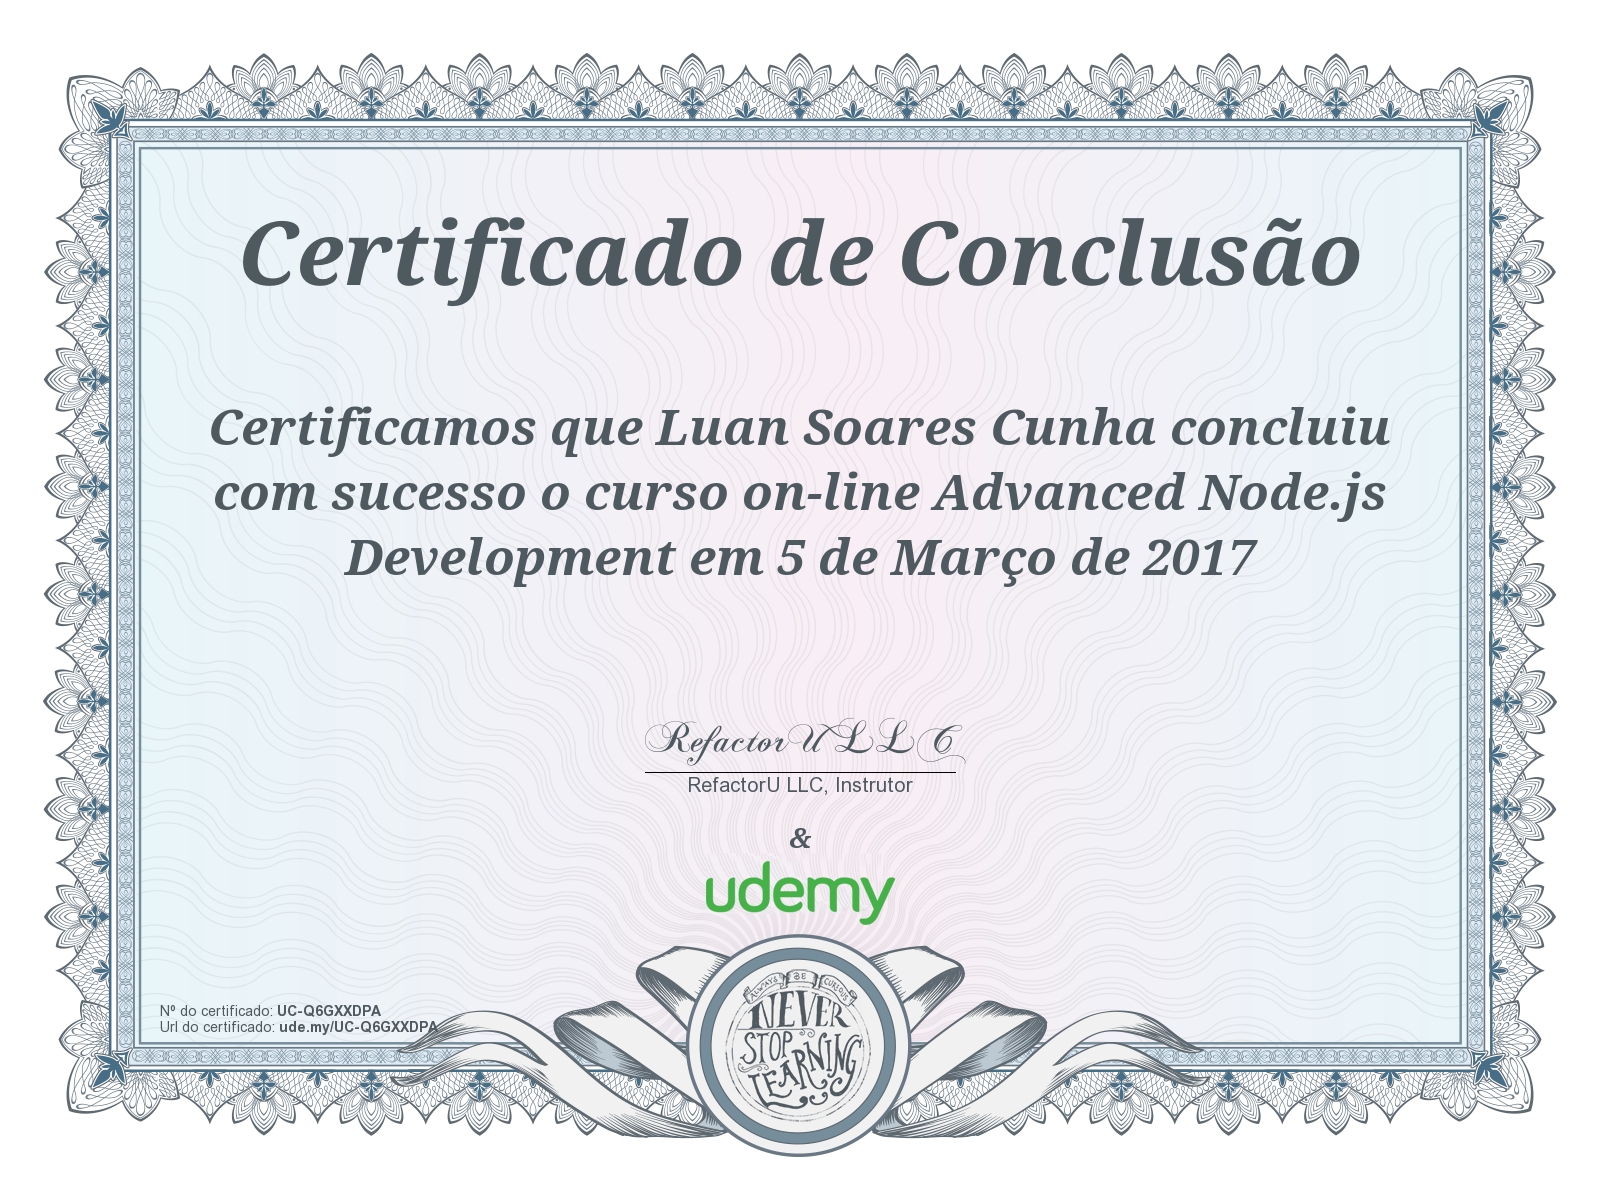 Certificado de Conclusão
Certificamos que Luan Soares Cunha concluiu
com sucesso o curso on-line Advanced Node.js
Development em 5 de Março de 2017
RefactorU LLC
RefactorU LLC, Instrutor
&
udemy
Nº do certificado: UC-Q6GXXDPA
Url do certificado: ude.my/UC-Q6GXXDPA
ALWAYS BE CURIOUS
NEVER
STOP
LEARNING